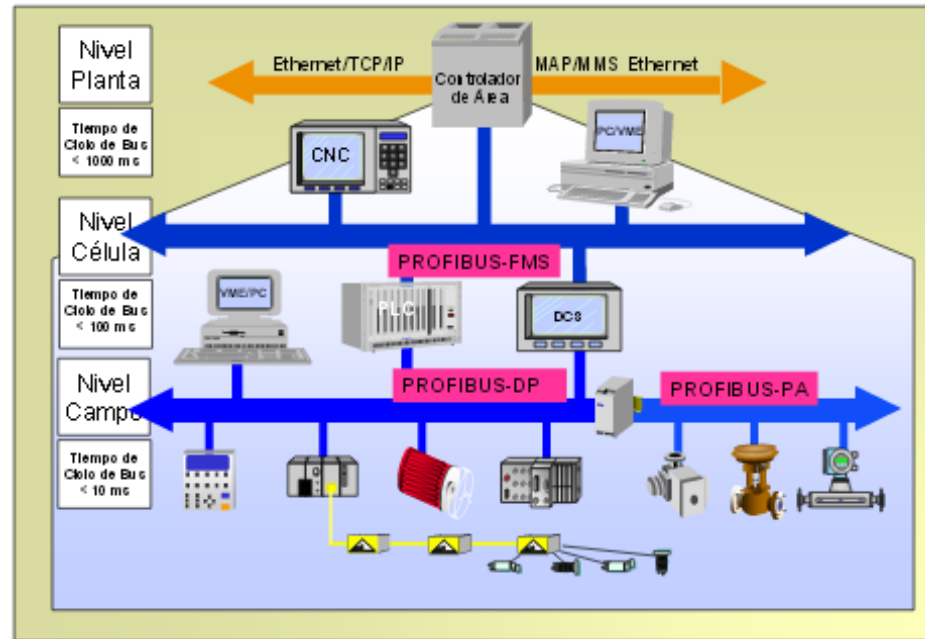 Nivel
Planta
Ethernet/TCP/IP
MAP/MMS Ethernet
Controlador
de Área
Tiempo de
Ciclo de Bus
< 1000 ms
CNC
PC/VME
Nivel
Célula
PROFIBUS-FMS
Tiempo de
Ciclo de Bus
< 100 ms
VME/PC
PLC
DCS
Nivel
Campo
PROFIBUS-DP
PROFIBUS-PA
Tiempo de
Ciclo de Bus
< 10 ms